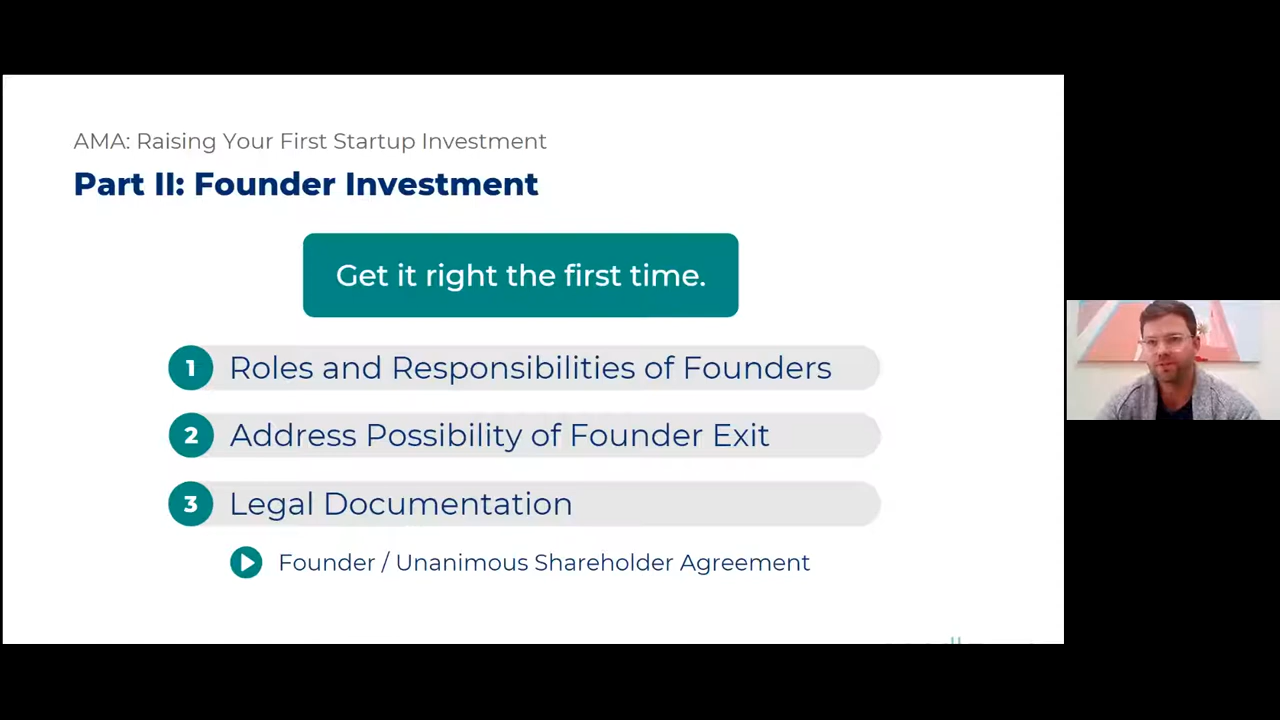 AMA: Raising Your First Startup Investment
Part II: Founder Investment
Get it right the first time.
1 Roles and Responsibilities of Founders
2 Address Possibility of Founder Exit
3 Legal Documentation
Founder / Unanimous Shareholder Agreement